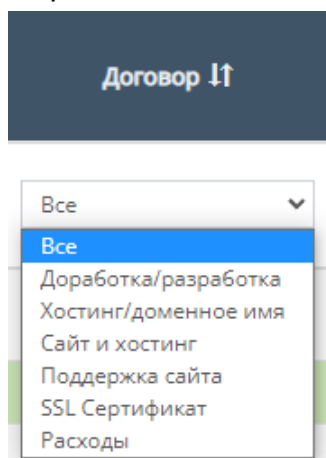 Договор
Все
Все
Доработка/разработка
Хостинг/доменное имя
Сайт и хостинг
Поддержка сайта
SSL Сертификат
Расходы